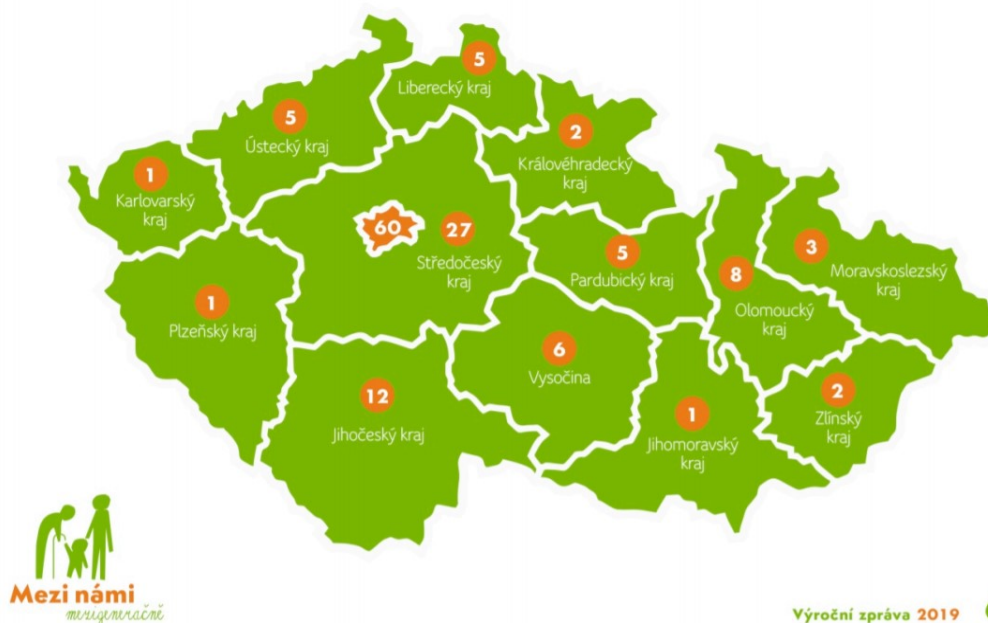 5
Liberecký kraj
5
Ústecký kraj
2
Královéhradecký
kraj
1
Karlovarský
kraj
60
27
Středočeský
kraj
5
Pardubický kraj
8
Olomoucký
kraj
3
Moravskoslezský
kraj
1
Plzeňský kraj
6
Vysočina
12
Jihočeský kraj
1
Jihomoravský
kraj
2
Zlínský
kraj
Mezi námi
mezigeneračně
Výroční zpráva 2019